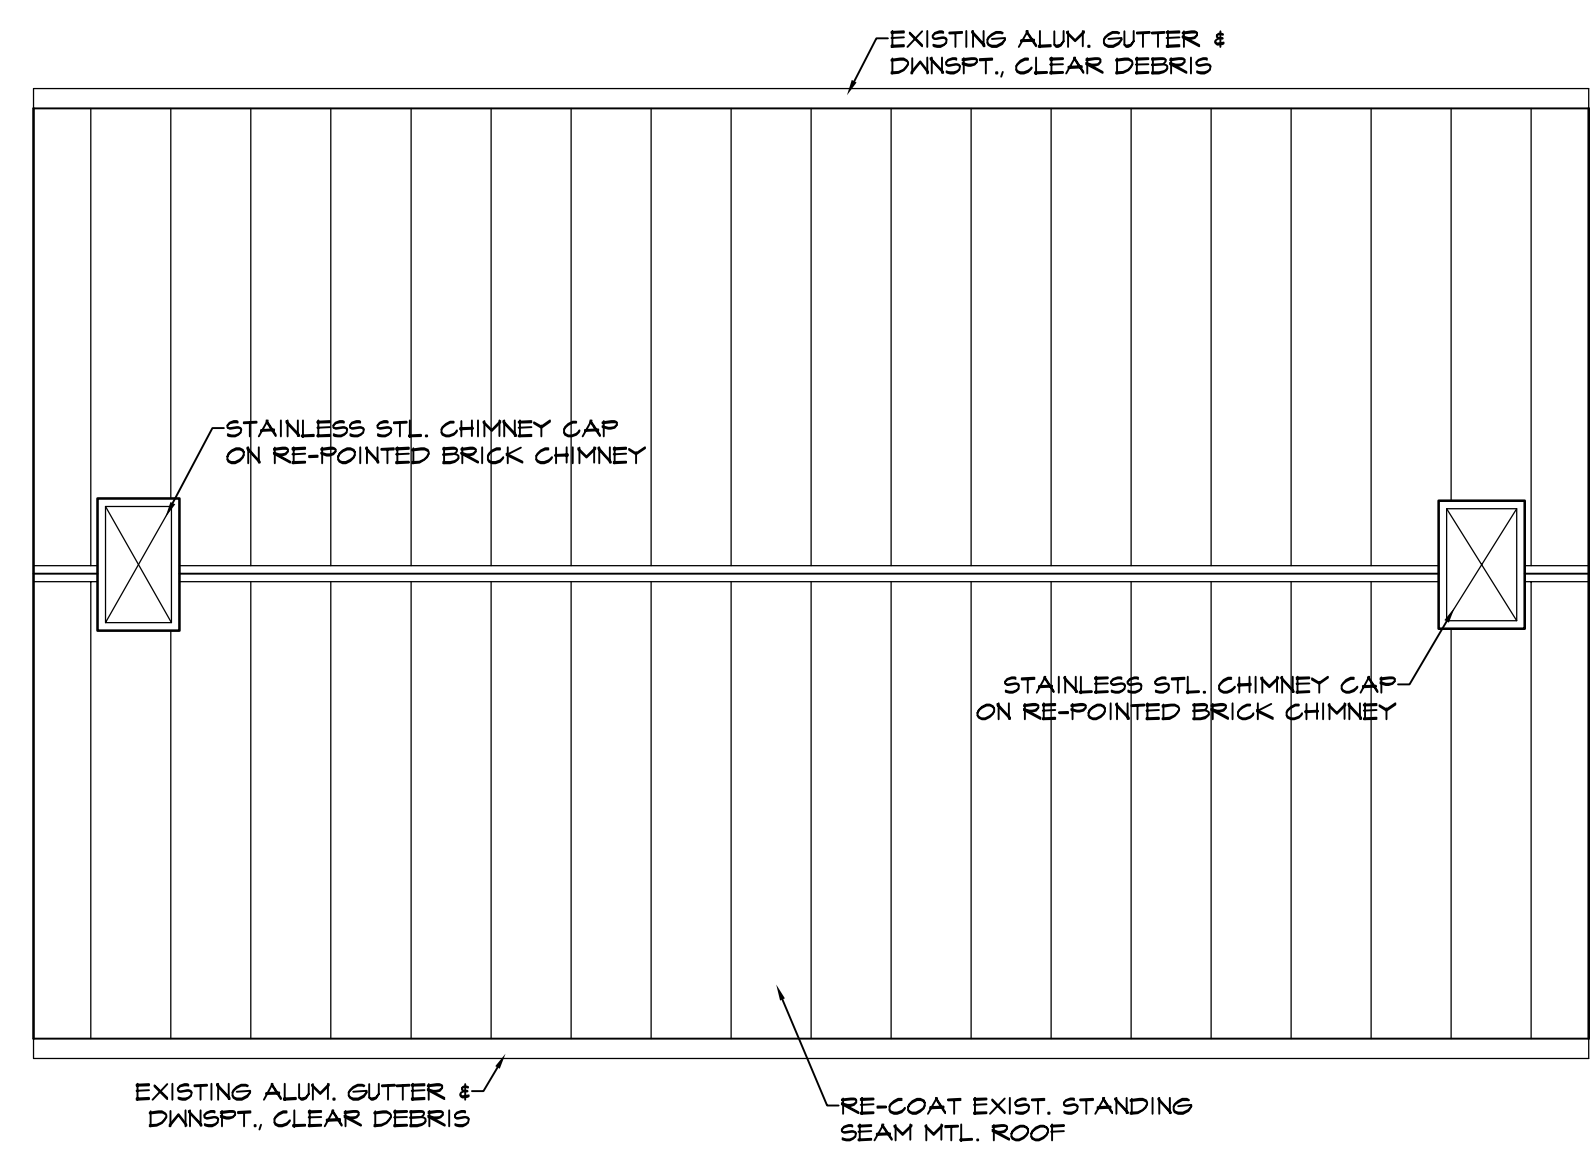 EXISTING ALUM. GUTTER &
DWNSPT., CLEAR DEBRIS
STAINLESS STL. CHIMNEY CAP
ON RE-POINTED BRICK CHIMNEY
STAINLESS STL. CHIMNEY CAP
ON RE-POINTED BRICK CHIMNEY
EXISTING ALUM. GUTTER &
DWNSPT., CLEAR DEBRIS
RE-COAT EXIST. STANDING
SEAM MTL. ROOF